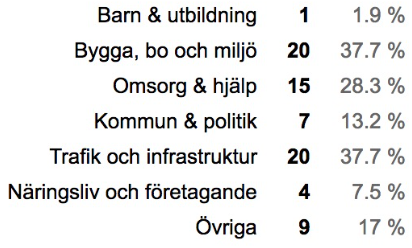 Barn & utbildning 1 1.9 %
Bygga, bo och miljö 20 37.7 %
Omsorg & hjälp 15 28.3 %
Kommun & politik 7 13.2 %
Trafik och infrastruktur 20 37.7 %
Näringsliv och företagande 4 7.5 %
Övriga 9 17 %